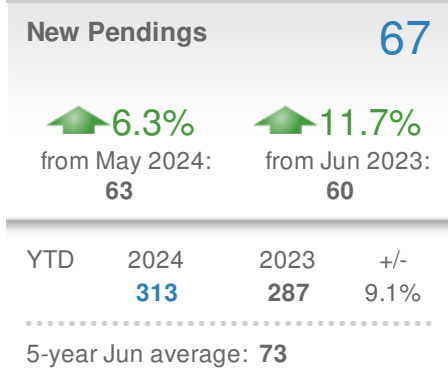 New Pendings 67
6.3% 11.7%
from May 2024: from Jun 2023:
63 60
YTD 2024 2023 +/-
313 287 9.1%
5-year Jun average: 73